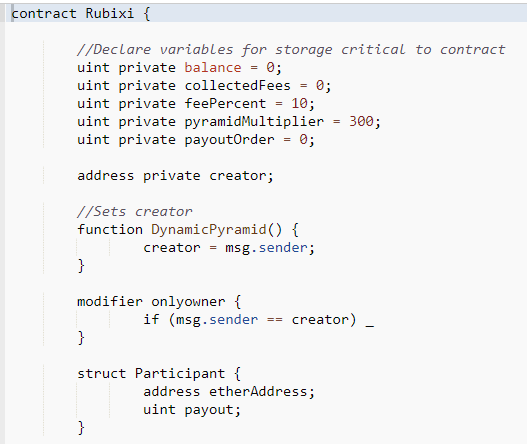 contract Rubixi {
//Declare variables for storage critical to contract
uint private balance = 0;
uint private collectedFees = 0;
uint private feePercent = 10;
uint private pyramidMultiplier = 300;
uint private payoutOrder = 0;
address private creator;
//Sets creator
function DynamicPyramid() {
creator = msg.sender;
}
modifier onlyowner {
if (msg.sender == creator) _
}
struct Participant {
address etherAddress;
uint payout;
}